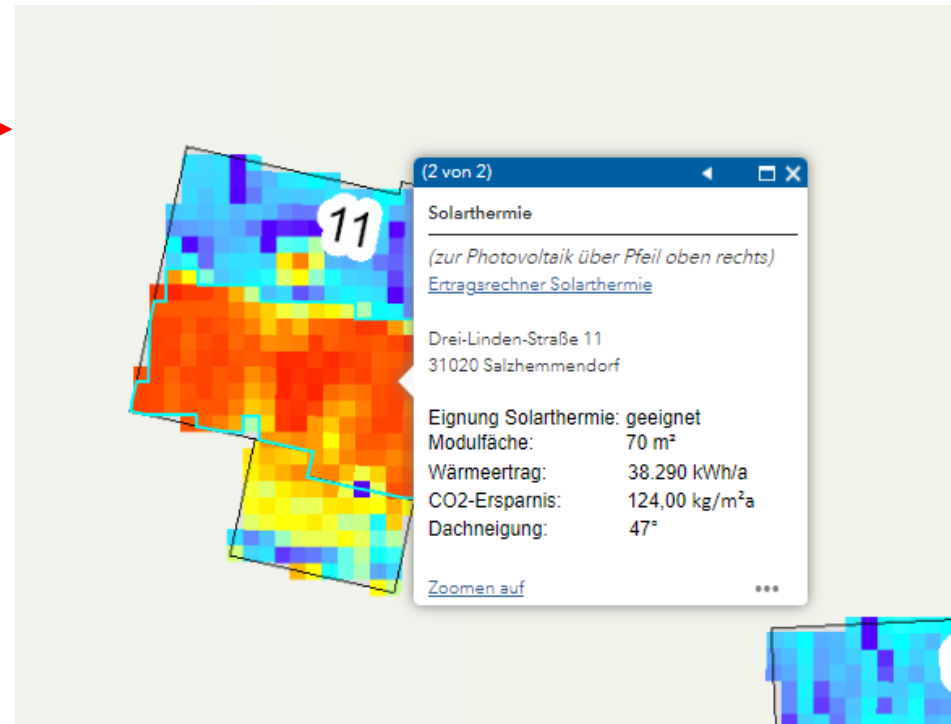 11
(2 von 2)
Solarthermie
(zur Photovoltaik über Pfeil oben rechts)
Ertragsrechner Solarthermie
Drei-Linden-Straße 11
31020 Salzhemmendorf
Eignung Solarthermie: geeignet
Modulfäche: 70 m²
Wärmeertrag: 38.290 kWh/a
CO2-Ersparnis: 124,00 kg/m²a
Dachneigung: 47°
Zoomen auf